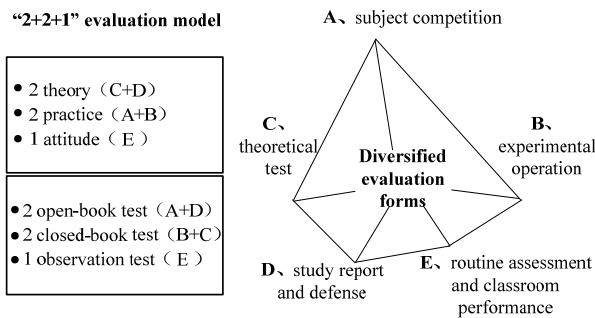 “2+2+1” evaluation model
● 2 theory（C+D）
● 2 practice（A+B）
● 1 attitude（ E ）
● 2 open-book test（A+D）
● 2 closed-book test（B+C）
● 1 observation test（ E ）
A、subject competition
B、
experimental
operation
C、
theoretical
test
Diversified
evaluation
forms
D、study report
and defense
E、routine assessment
and classroom
performance